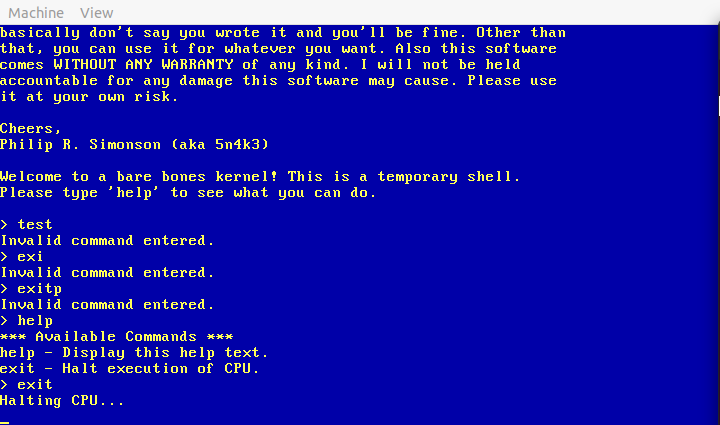 Machine View
basically don't say you wrote it and you'll be fine. Other than
that, you can use it for whatever you want. Also this software
comes WITHOUT ANY WARRANTY of any kind. I will not be held
accountable for any damage this software may cause. Please use
it at your own risk.
Cheers,
Philip R. Simonson (aka 5n4k3)
Welcome to a bare bones kernel! This is a temporary shell.
Please type 'help' to see what you can do.
> test
Invalid command entered.
> exi
Invalid command entered.
> exitp
Invalid command entered.
> help
*** Available Commands ***
help - Display this help text.
exit - Halt execution of CPU.
> exit
Halting CPU...